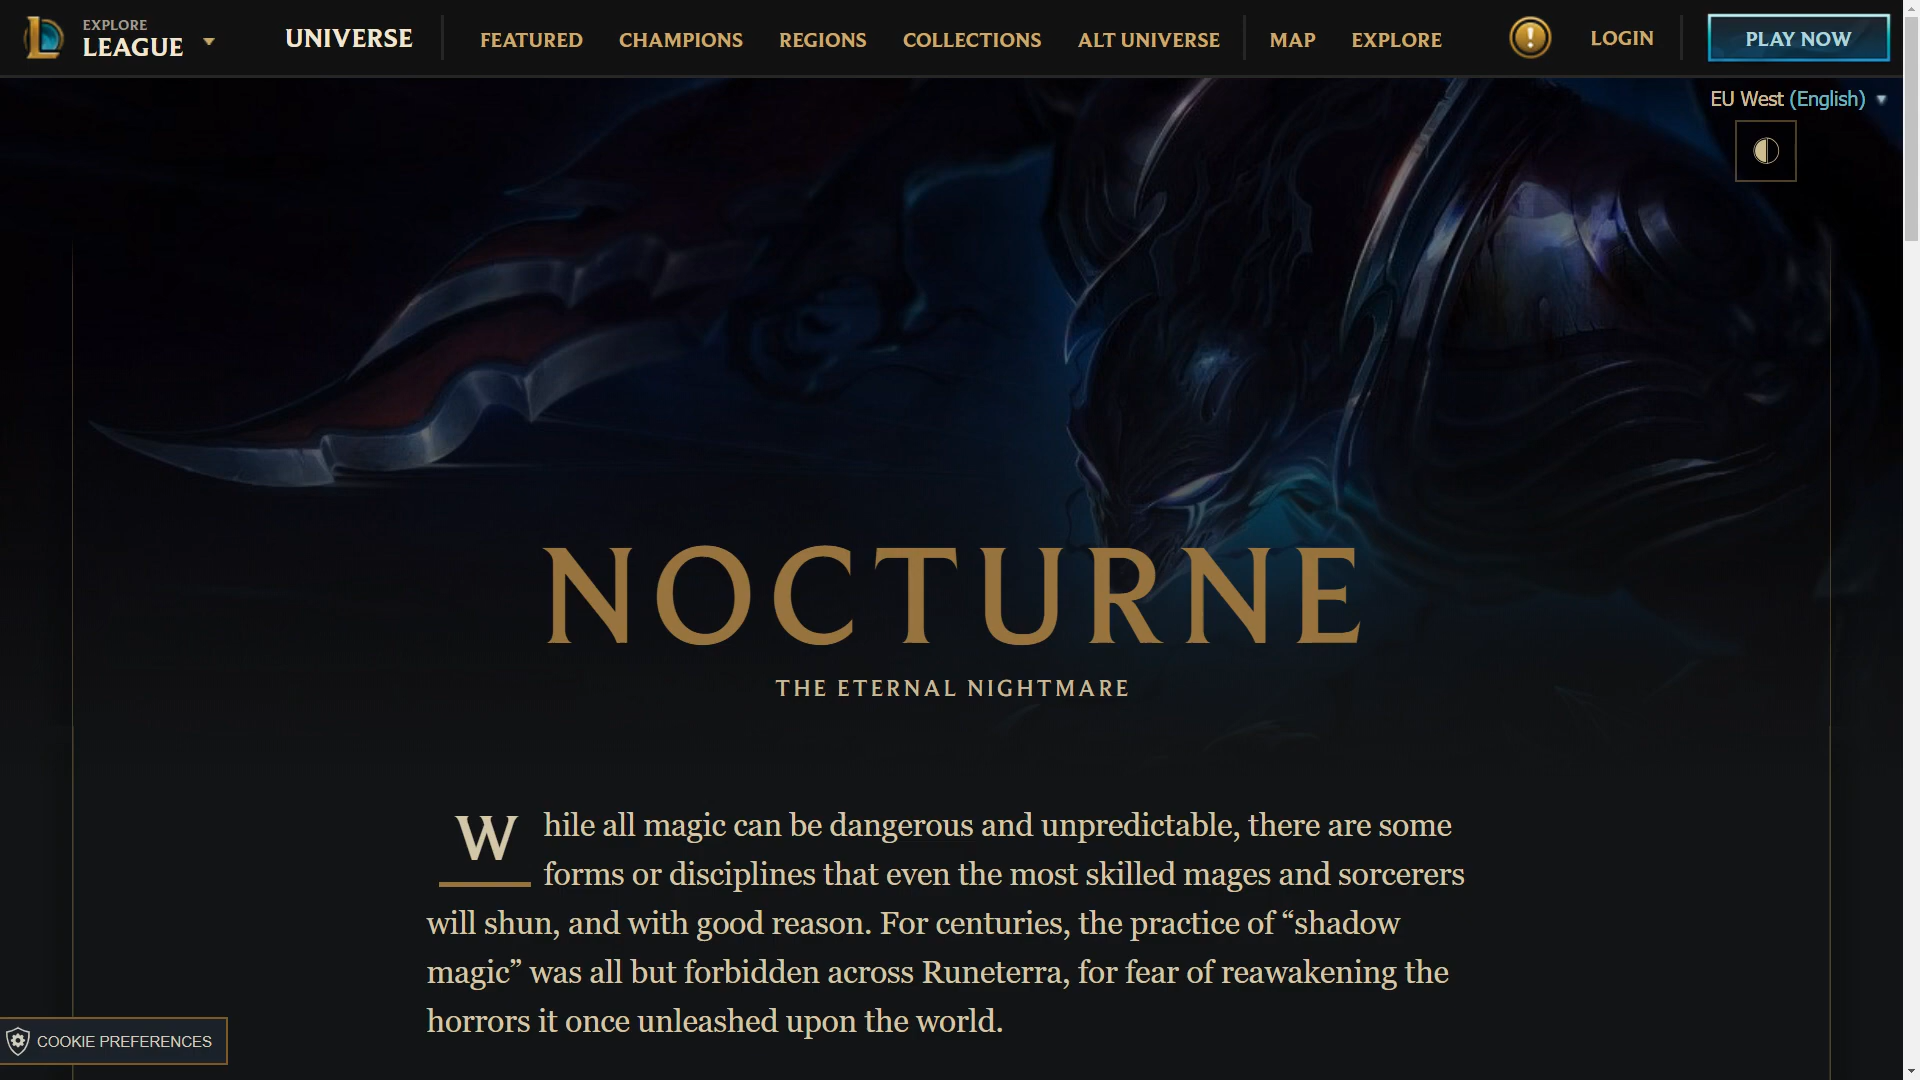 EXPLORE
LEAGUE
UNIVERSE
FEATURED
CHAMPIONS
REGIONS
COLLECTIONS
ALT UNIVERSE
MAP
EXPLORE
!
LOGIN
PLAY NOW
EU West (English)
NOCTURNE
THE ETERNAL NIGHTMARE
While all magic can be dangerous and unpredictable, there are some
forms or disciplines that even the most skilled mages and sorcerers
will shun, and with good reason. For centuries, the practice of “shadow
magic” was all but forbidden across Runeterra, for fear of reawakening the
horrors it once unleashed upon the world.
COOKIE PREFERENCES